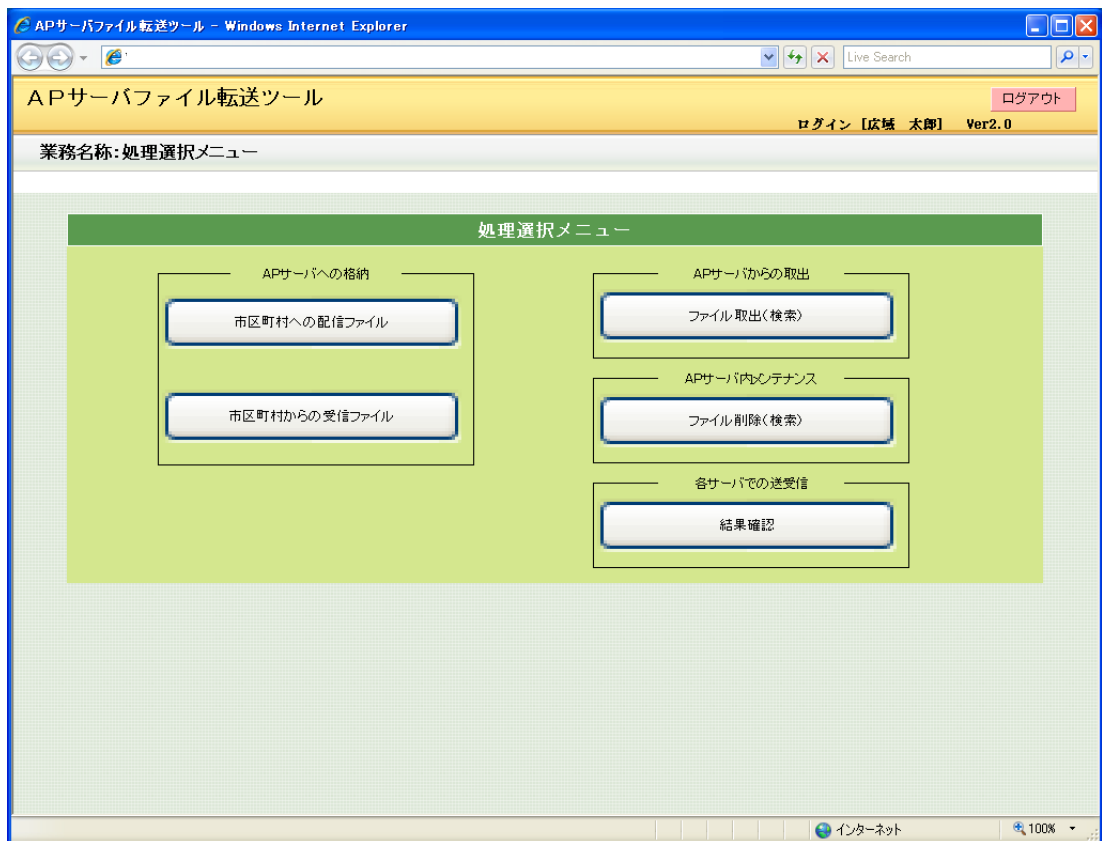 APサーバファイル転送ツール - Windows Internet Explorer
Live Search
APサーバファイル転送ツール
ログアウト
ログイン [広域 太郎] Ver2.0
業務名称:処理選択メニュー
処理選択メニュー
APサーバへの格納
市区町村への配信ファイル
市区町村からの受信ファイル
APサーバからの取出
ファイル取出(検索)
APサーバ内メンテナンス
ファイル削除(検索)
各サーバでの送受信
結果確認
インターネット
100%